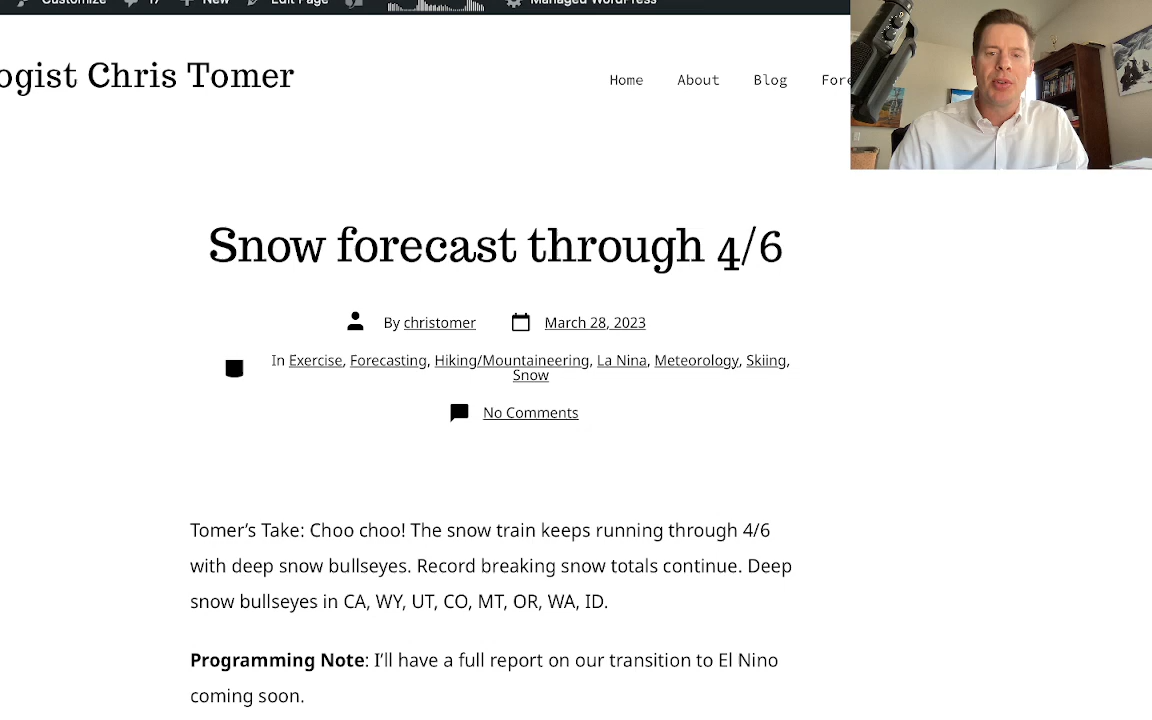 Customize 17 New Edit Page Managed WordPress
ogist Chris Tomer
Home About Blog Fore
Snow forecast through 4/6
By christomer March 28, 2023
In Exercise, Forecasting, Hiking/Mountaineering, La Nina, Meteorology, Skiing,
Snow
No Comments
Tomer’s Take: Choo choo! The snow train keeps running through 4/6
with deep snow bullseyes. Record breaking snow totals continue. Deep
snow bullseyes in CA, WY, UT, CO, MT, OR, WA, ID.
Programming Note: I’ll have a full report on our transition to El Nino
coming soon.